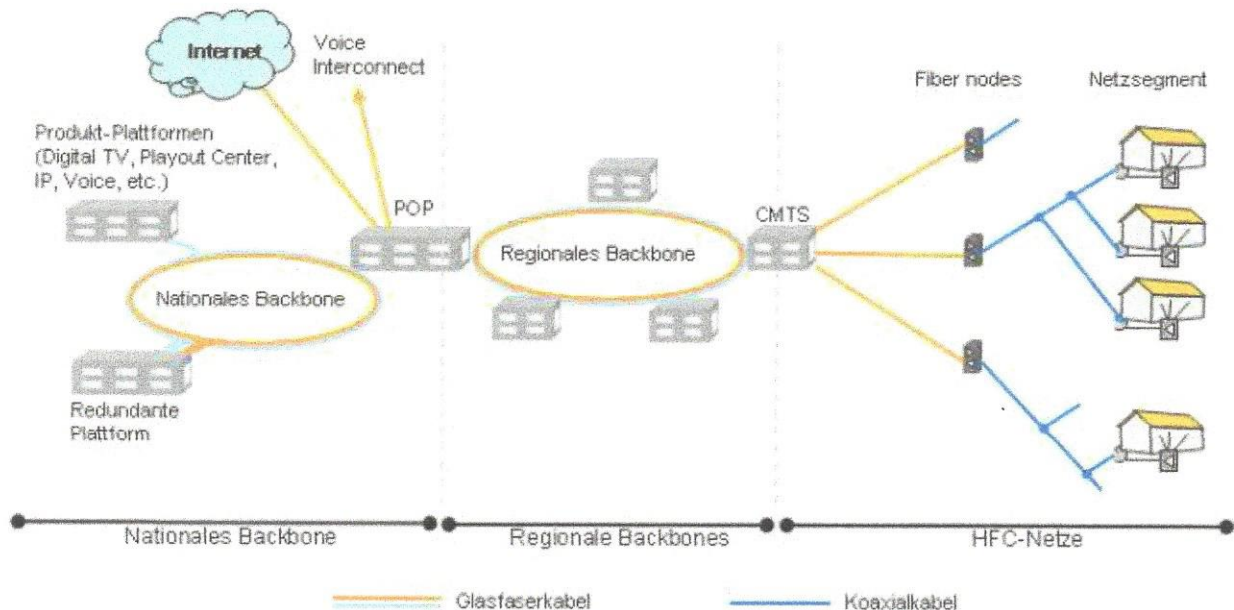 Internet
Voice
Interconnect
Produkt-Plattformen
(Digital TV, Playout Center,
IP, Voice, etc.)
POP
Nationales Backbone
Redundante
Plattform
Regionales Backbone
CMTS
Fiber nodes
Netzsegment
Nationales Backbone
Regionale Backbones
HFC-Netze
Glasfaserkabel
Koaxialkabel